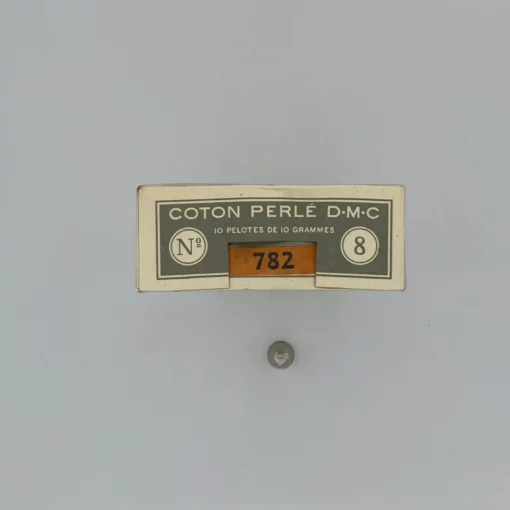 COTON PERLÉ D·M·C
10 PELOTES DE 10 GRAMMES
Nº 8
782